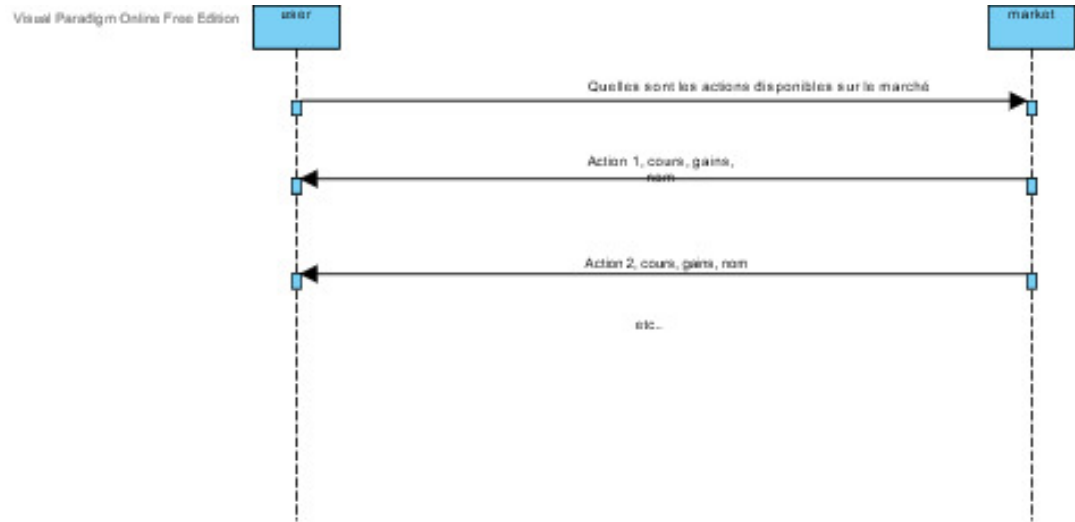 Visual Paradigm Online Free Edition
user
market
Quelles sont les actions disponibles sur le marché
Action 1, cours, gains,
nom
Action 2, cours, gains, nom
etc..